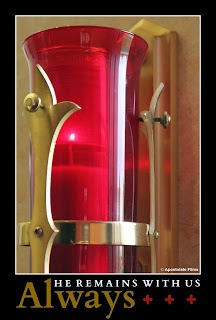 © Apostolate Films
HE REMAINS WITH US
Always